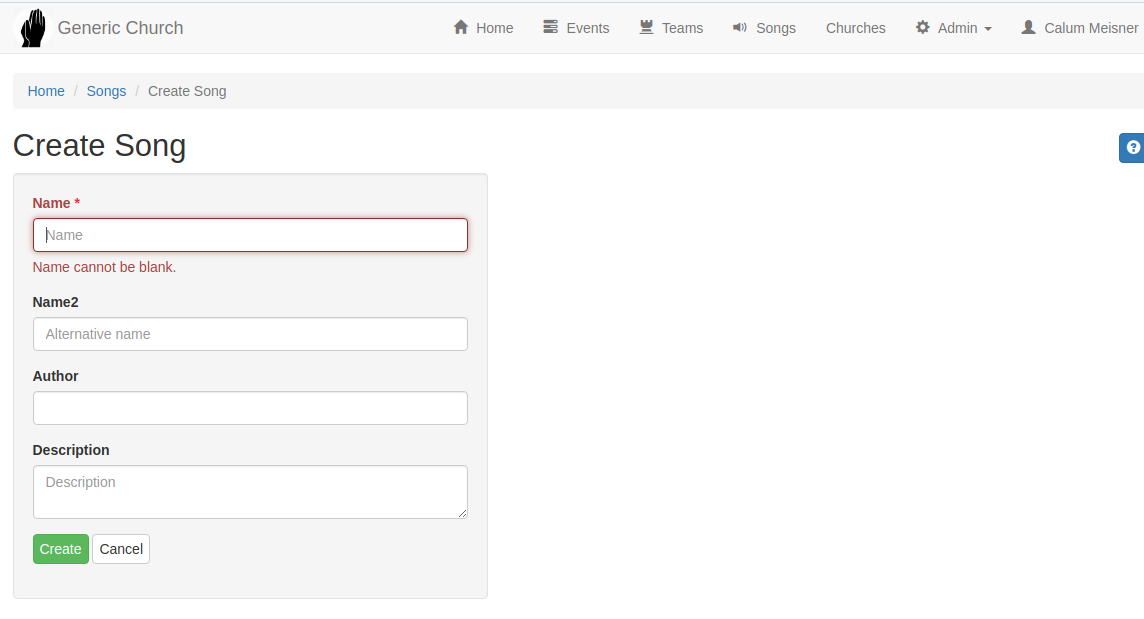 Generic Church
Home Events Teams Songs Churches Admin Calum Meisner
Home / Songs / Create Song
Create Song
?
Name *
Name
Name cannot be blank.
Name2
Alternative name
Author
Description
Description
Create Cancel